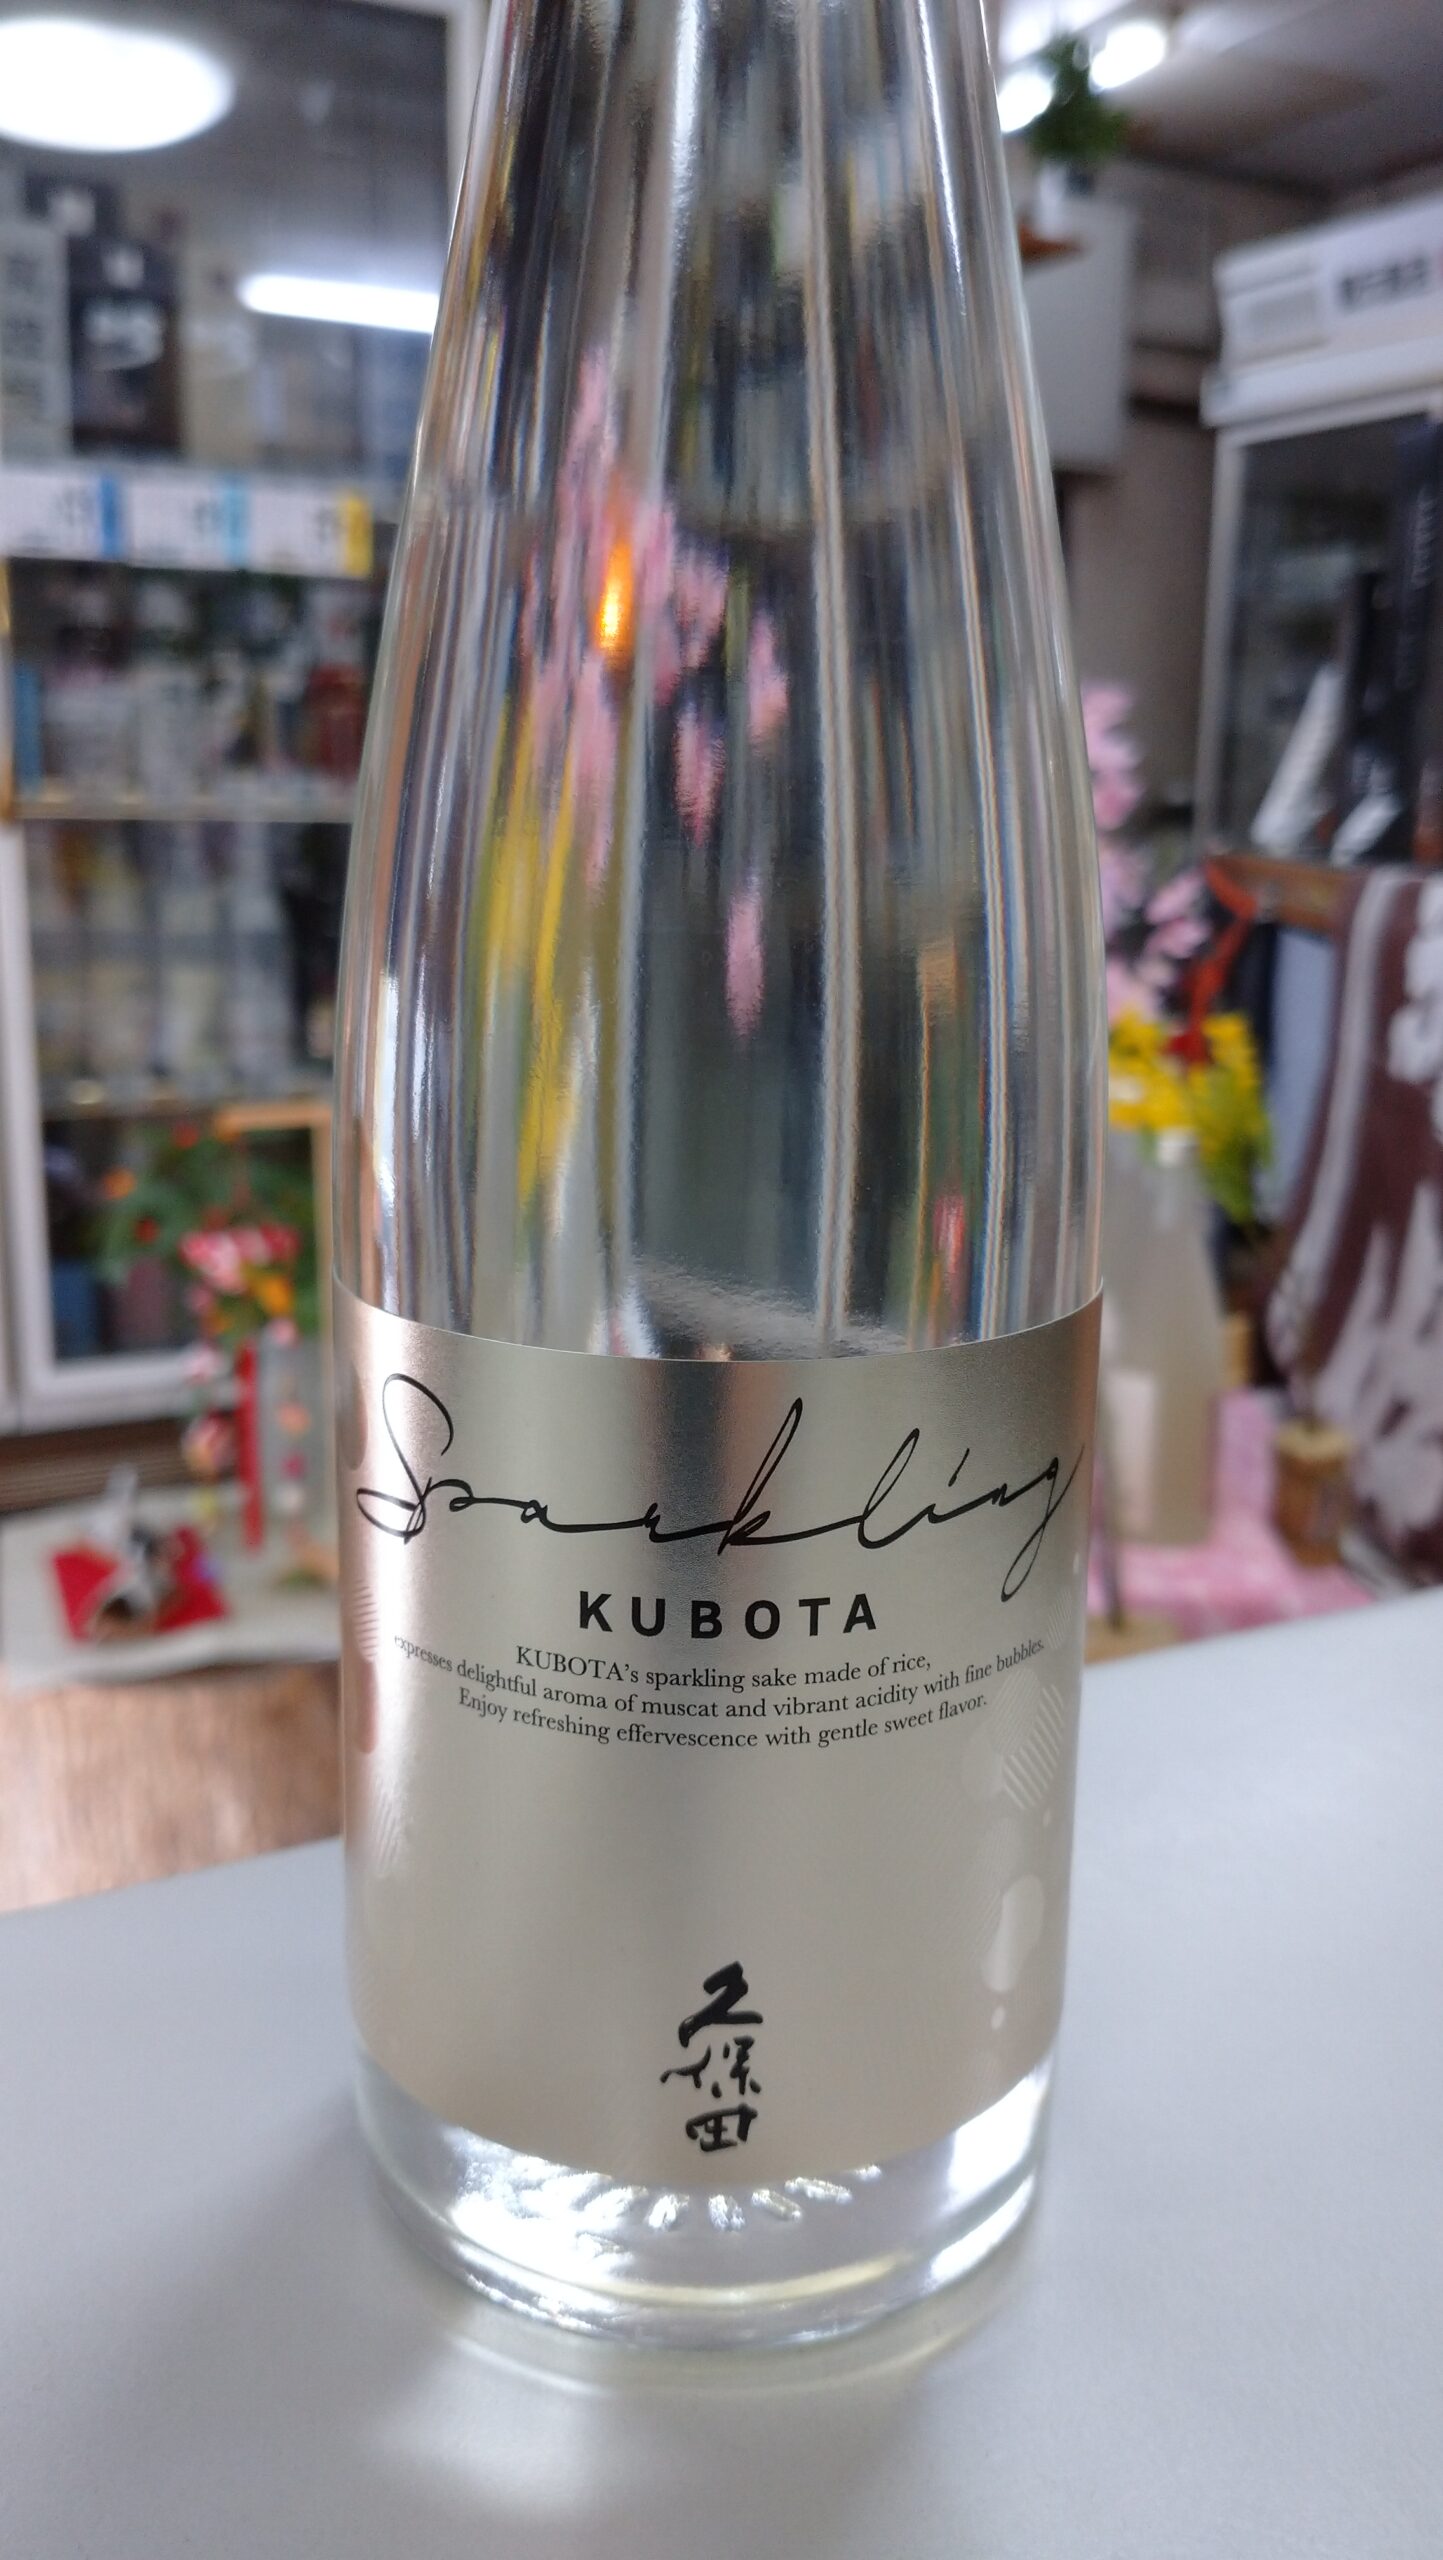 Sparkling
KUBOTA
KUBOTA's sparkling sake made of rice,
expresses delightful aroma of muscat and vibrant acidity with fine bubbles.
Enjoy refreshing effervescence with gentle sweet flavor.
久保田